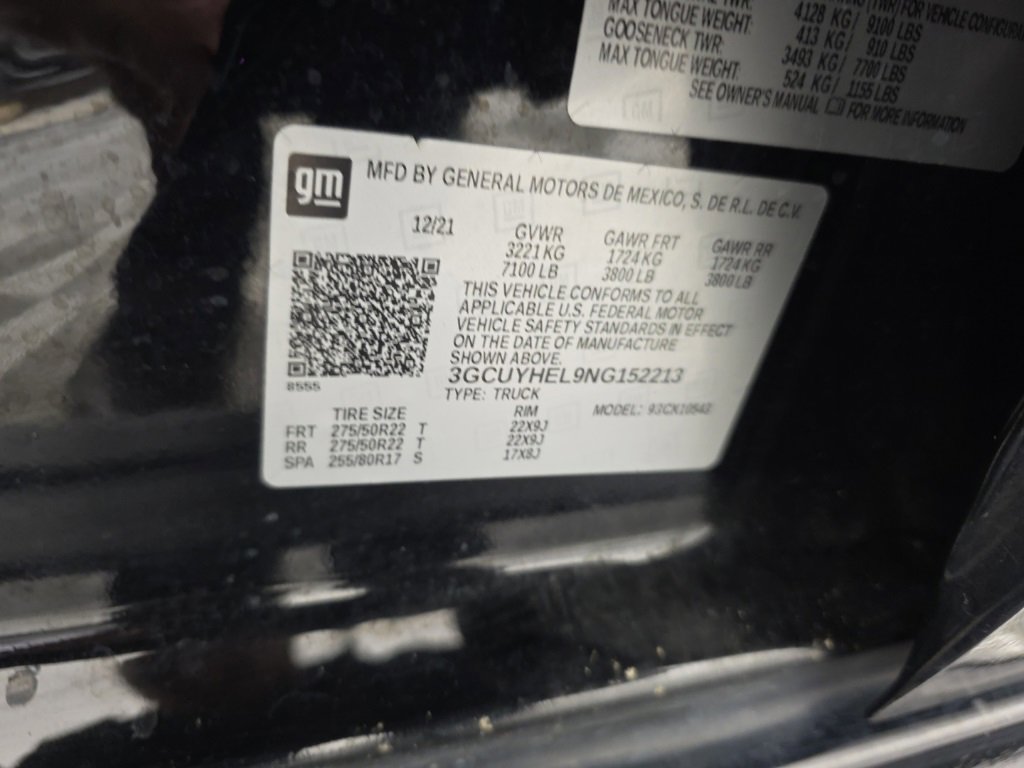 (TWR) FOR VEHICLE
MAX TONGUE WEIGHT: 4128 KG / 9100 LBS
GOOSENECK TWR: 413 KG / 910 LBS
MAX TONGUE WEIGHT: 3493 KG / 7700 LBS
524 KG / 1155 LBS
SEE OWNER'S MANUAL FOR MORE INFORMATION
gm
MFD BY GENERAL MOTORS DE MEXICO, S. DE R.L. DE C.V.
12/21 GVWR GAWR FRT GAWR RR
3221 KG 1724 KG 1724 KG
7100 LB 3800 LB 3800 LB
THIS VEHICLE CONFORMS TO ALL
APPLICABLE U.S. FEDERAL MOTOR
VEHICLE SAFETY STANDARDS IN EFFECT
ON THE DATE OF MANUFACTURE
SHOWN ABOVE.
3GCUYHEL9NG152213
8555
TYPE: TRUCK
TIRE SIZE RIM MODEL:
FRT 275/50R22 T 22X9J
RR 275/50R22 T 22X9J
SPA 255/80R17 S 17X8J